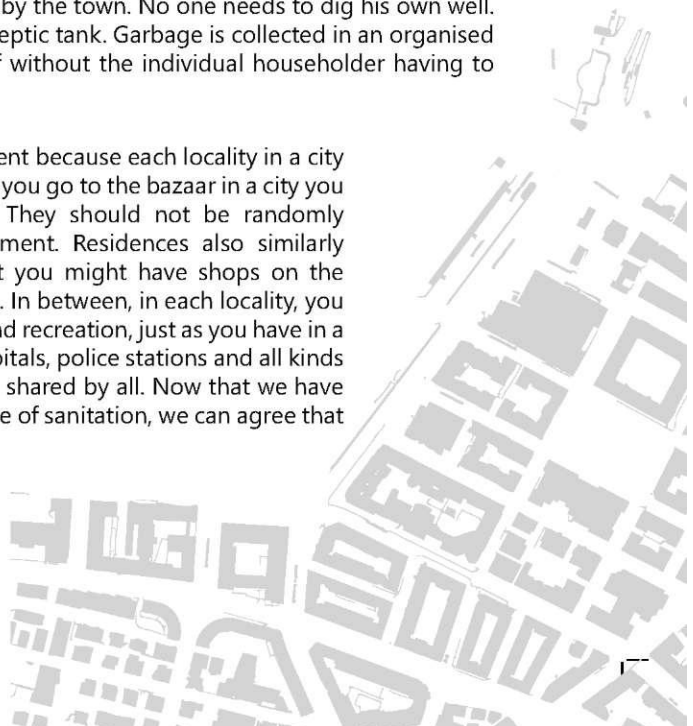 by the town. No one needs to dig his own well.
eptic tank. Garbage is collected in an organised
without the individual householder having to
ent because each locality in a city
you go to the bazaar in a city you
They should not be randomly
ment. Residences also similarly
you might have shops on the
. In between, in each locality, you
nd recreation, just as you have in a
pitals, police stations and all kinds
shared by all. Now that we have
e of sanitation, we can agree that